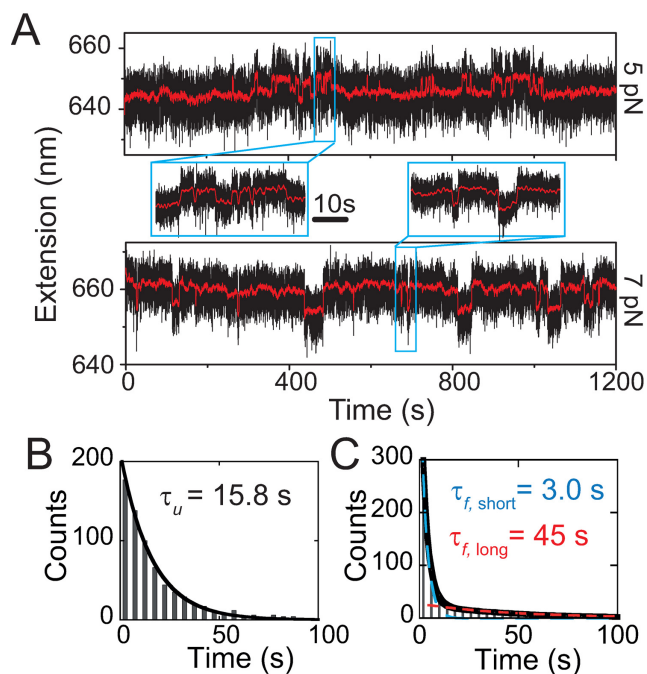 A
660
640
5 pN
Extension (nm)
10s
660
640
7 pN
0 400 800 1200
Time (s)
B
200
100
0
Counts
τu = 15.8 s
0 50 100
Time (s)
C
300
200
100
0
Counts
τf, short = 3.0 s
τf, long = 45 s
0 50 100
Time (s)